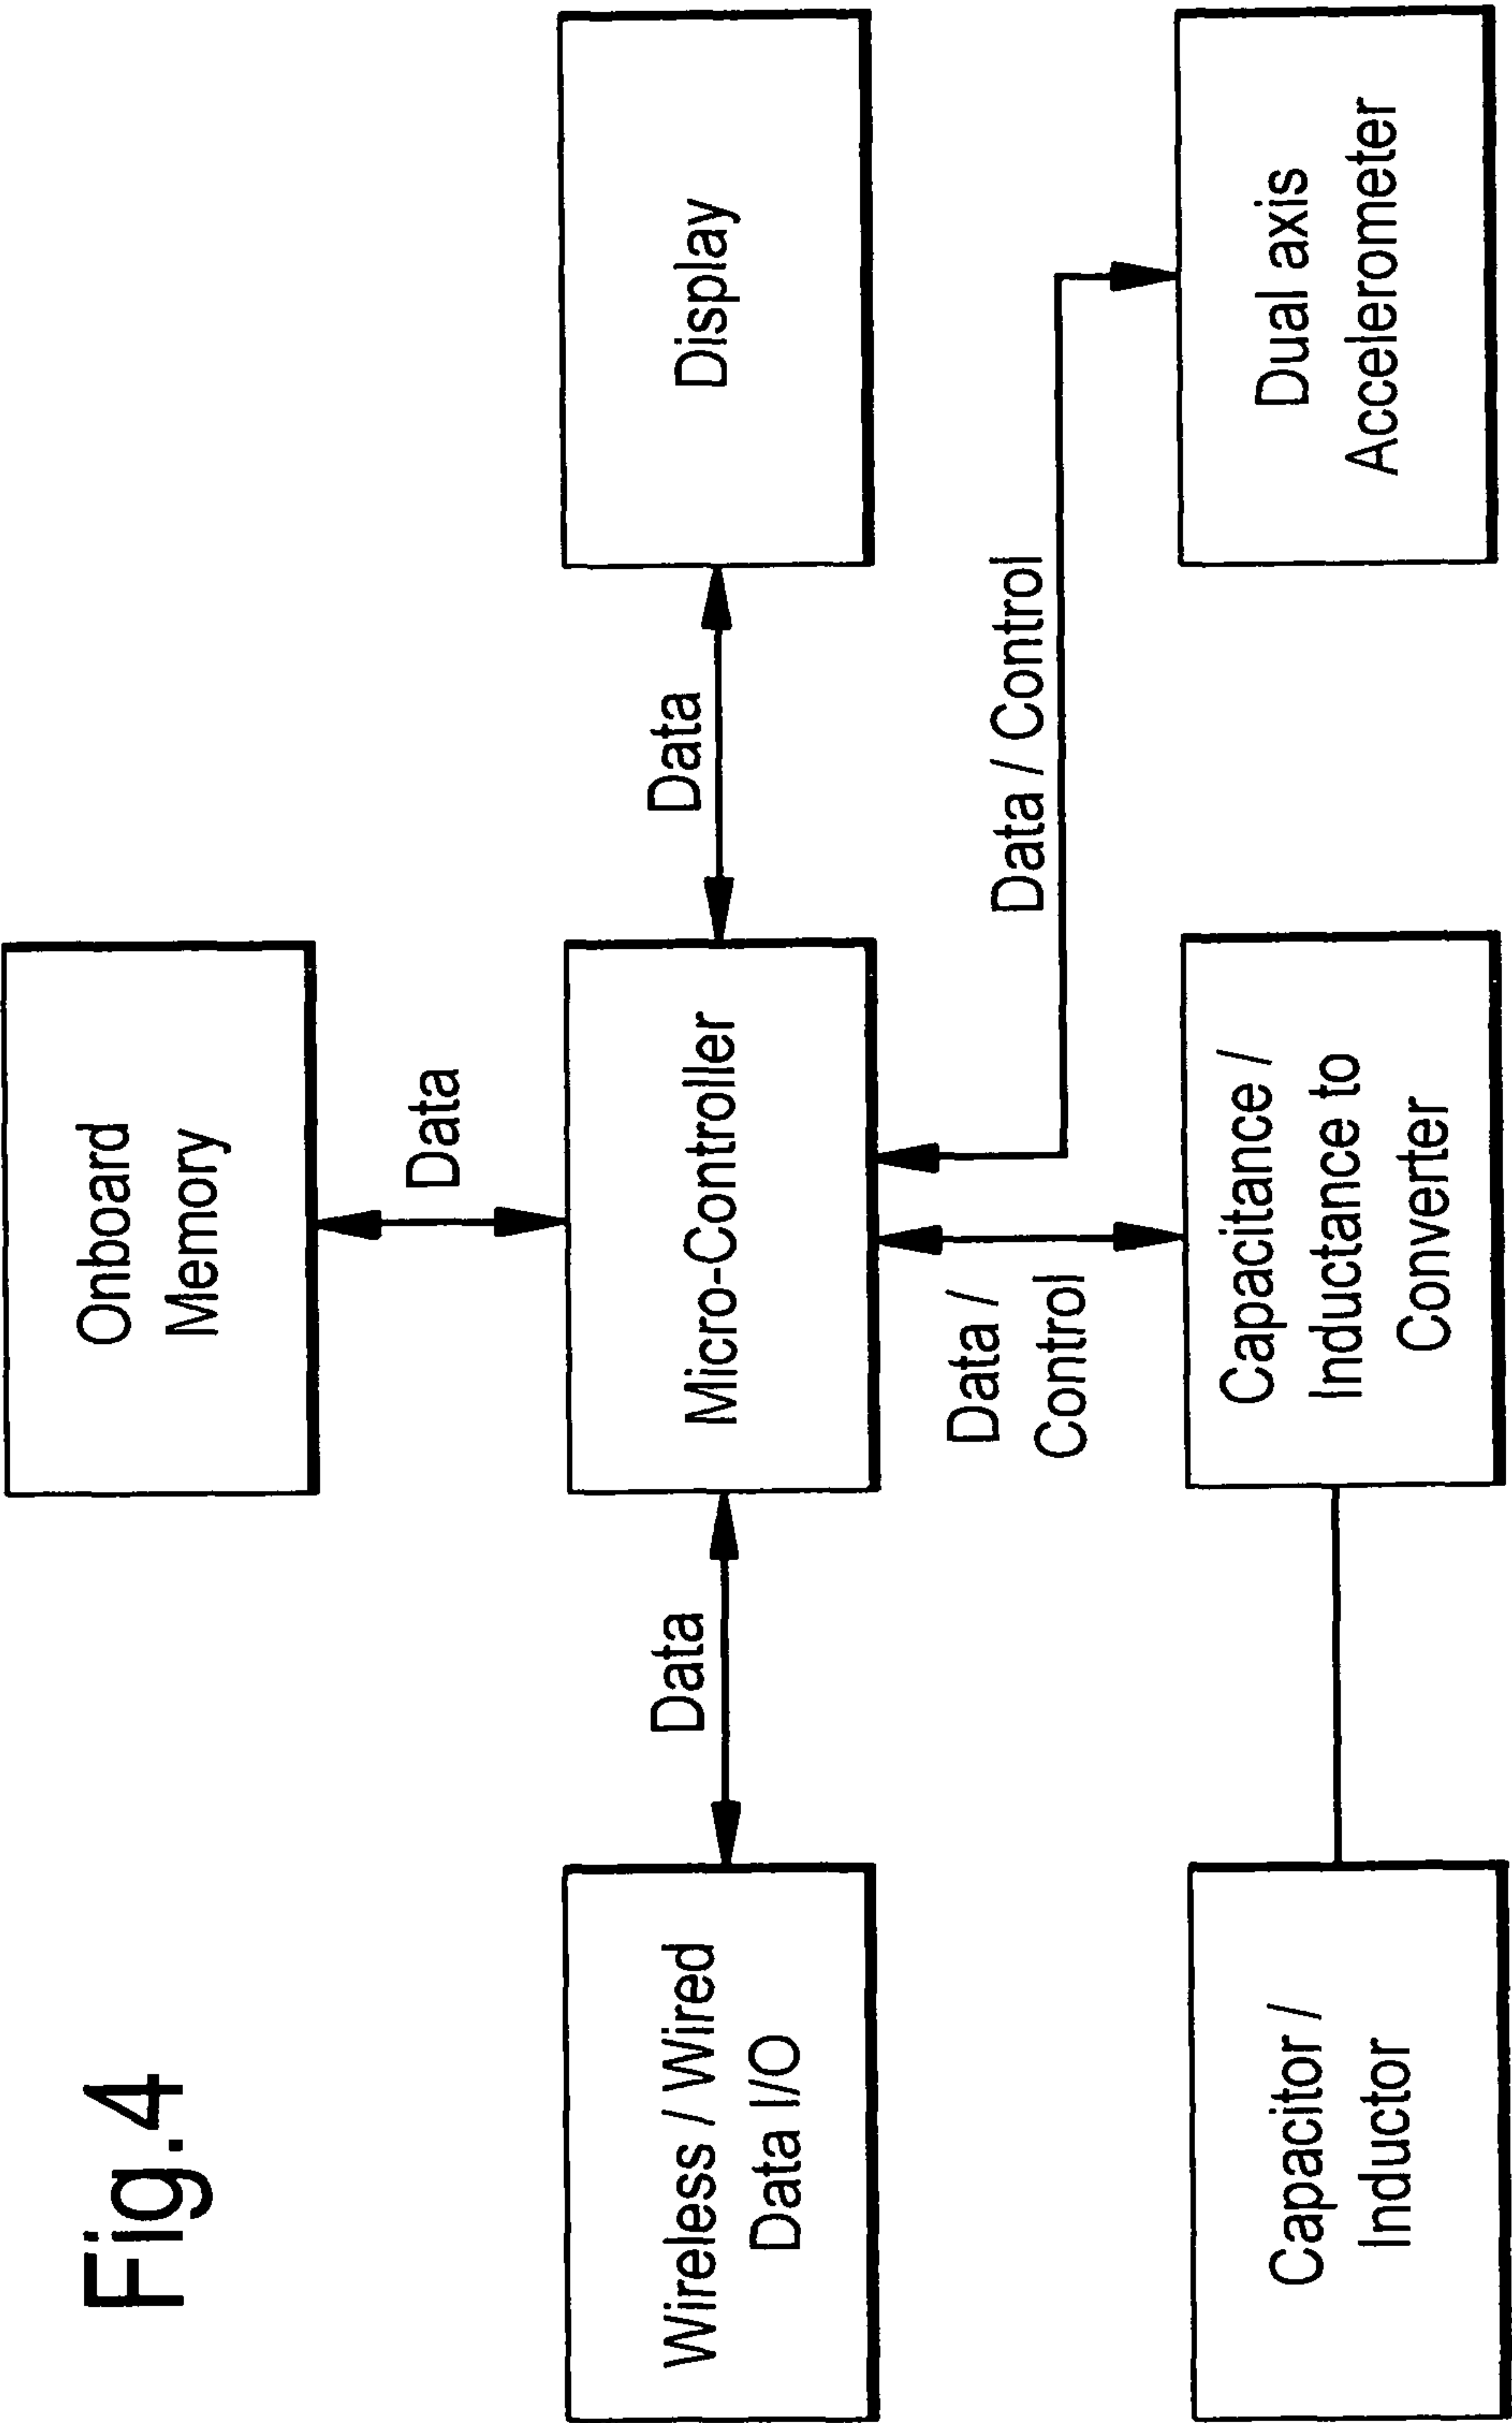 Fig.4
Onboard
Memory
Data
Wireless / Wired
Data I/O
Data
Micro-Controller
Data
Display
Data /
Control
Data / Control
Capacitor /
Inductor
Capacitance /
Inductance to
Converter
Dual axis
Accelerometer